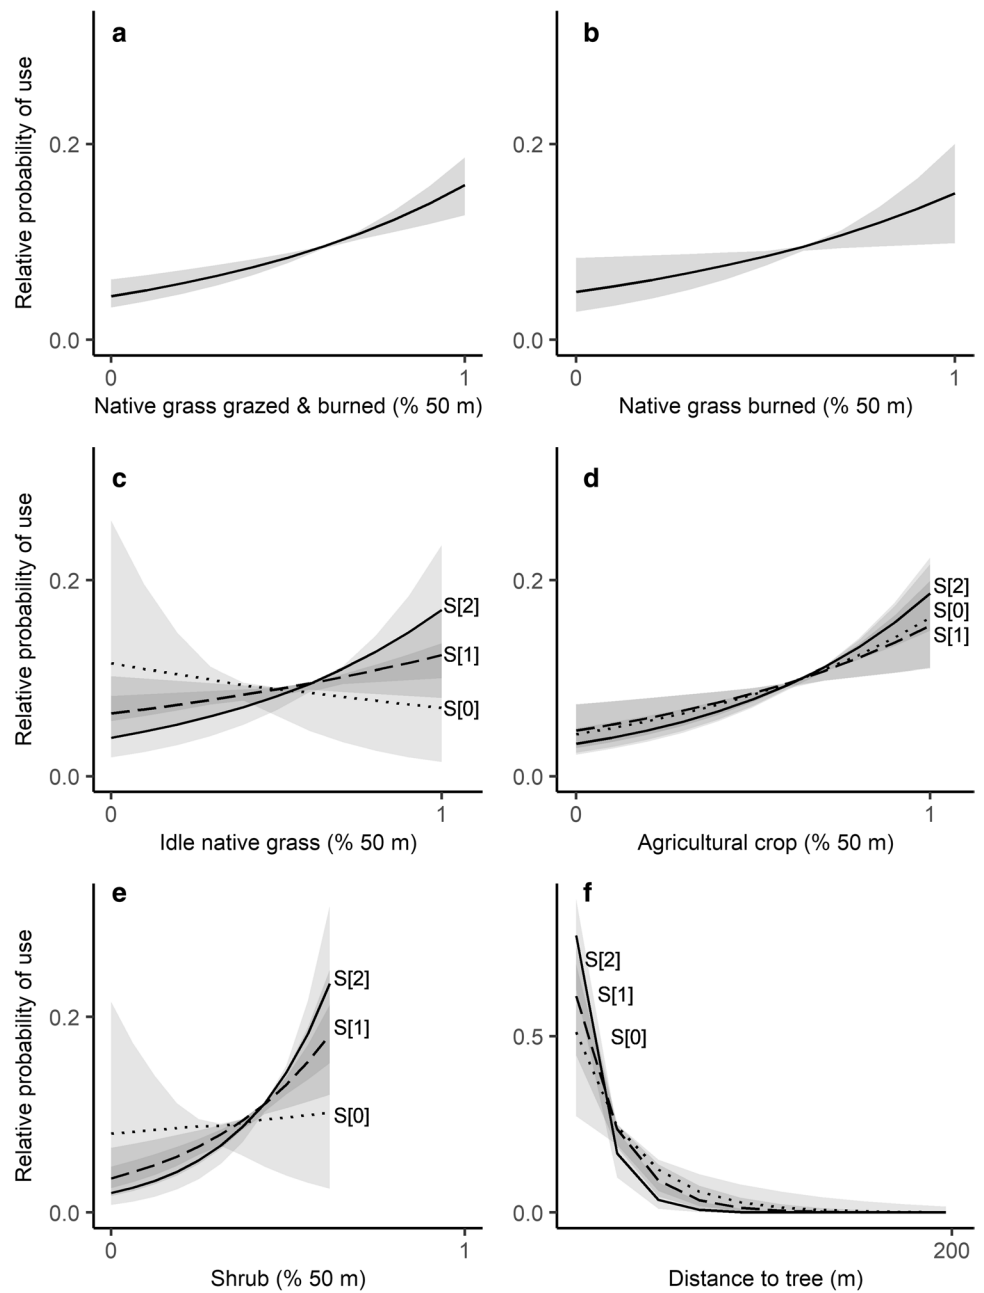 a
b
Relative probability of use
0.2
0.0
0
1
Native grass grazed & burned (% 50 m)
0.2
0.0
0
1
Native grass burned (% 50 m)
c
d
Relative probability of use
0.2
0.0
S[2]
S[1]
S[0]
0
1
Idle native grass (% 50 m)
0.2
0.0
S[2]
S[0]
S[1]
0
1
Agricultural crop (% 50 m)
e
f
Relative probability of use
0.2
0.0
S[2]
S[1]
S[0]
0
1
Shrub (% 50 m)
0.5
0.0
S[2]
S[1]
S[0]
200
Distance to tree (m)